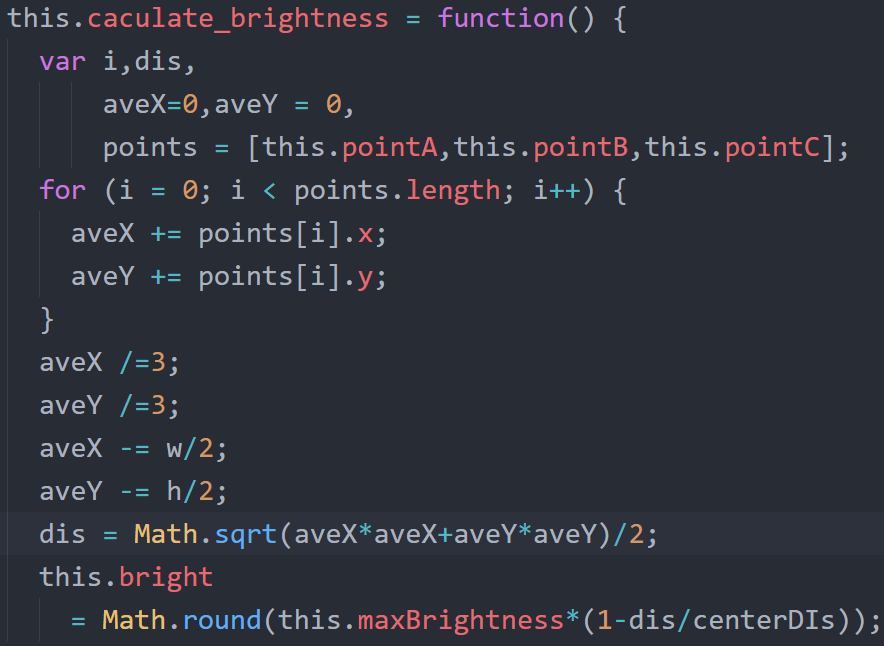 this.caculate_brightness = function() {
var i,dis,
aveX=0,aveY = 0,
points = [this.pointA,this.pointB,this.pointC];
for (i = 0; i < points.length; i++) {
aveX += points[i].x;
aveY += points[i].y;
}
aveX /=3;
aveY /=3;
aveX -= w/2;
aveY -= h/2;
dis = Math.sqrt(aveX*aveX+aveY*aveY)/2;
this.bright
= Math.round(this.maxBrightness*(1-dis/centerDIs));